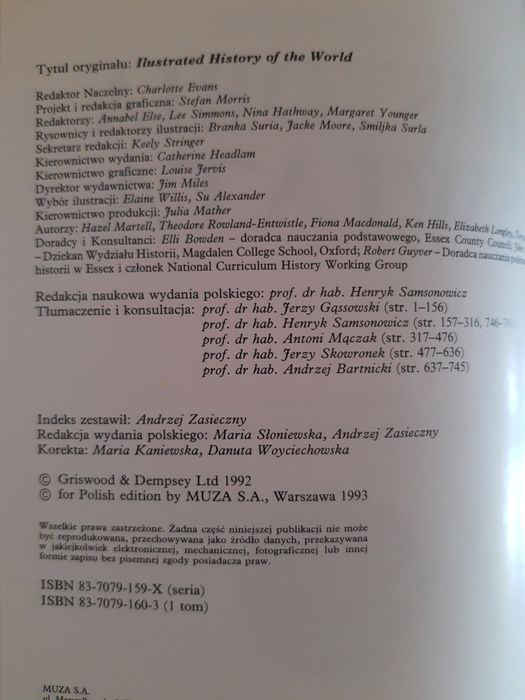 Tytuł oryginału: Ilustrated History of the World
Redaktor Naczelny: Charlotte Evans
Projekt i redakcja graficzna: Stefan Morris
Redaktorzy: Annabel Else, Lee Simmons, Nina Hathway, Margaret Younger
Rysownicy i redaktorzy ilustracji: Branka Suria, Jacke Moore, Smiljka Surla
Sekretarz redakcji: Keely Stringer
Kierownictwo wydania: Catherine Headlam
Kierownictwo graficzne: Louise Jervis
Dyrektor wydawnictwa: Jim Miles
Wybór ilustracji: Elaine Willis, Su Alexander
Kierownictwo produkcji: Julia Mather
Autorzy: Hazel Martell, Theodore Rowland-Entwistle, Fiona Macdonald, Ken Hills, Elizabeth Longley,
Doradcy i Konsultanci: Elli Bowden – doradca nauczania podstawowego, Essex County Council;
–Dziekan Wydziału Historii, Magdalen College School, Oxford; Robert Guyver – Doradca nauczania
historii w Essex i członek National Curriculum History Working Group
Redakcja naukowa wydania polskiego: prof. dr hab. Henryk Samsonowicz
Tłumaczenie i konsultacja: prof. dr hab. Jerzy Gąssowski (str. 1–156)
prof. dr hab. Henryk Samsonowicz (str. 157–316,
prof. dr hab. Antoni Mączak (str. 317–476)
prof. dr hab. Jerzy Skowronek (str. 477–636)
prof. dr hab. Andrzej Bartnicki (str. 637–745)
Indeks zestawił: Andrzej Zasieczny
Redakcja wydania polskiego: Maria Słoniewska, Andrzej Zasieczny
Korekta: Maria Kaniewska, Danuta Woyciechowska
© Griswood & Dempsey Ltd 1992
© for Polish edition by MUZA S.A., Warszawa 1993
Wszelkie prawa zastrzeżone. Żadna część niniejszej publikacji nie może
być reprodukowana, przechowywana jako źródło danych, przekazywana
w jakiejkolwiek elektronicznej, mechanicznej, fotograficznej lub innej
formie zapisu bez pisemnej zgody posiadacza praw.
ISBN 83-7079-159-X (seria)
ISBN 83-7079-160-3 (1 tom)
MUZA S.A.